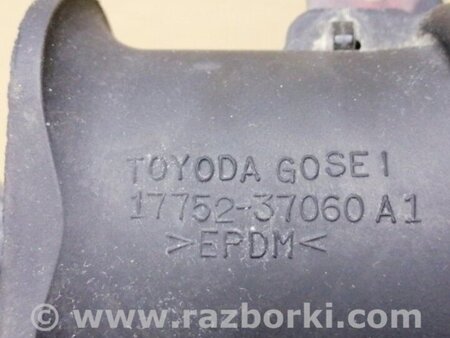 TOYODA GOSEI
17752-37060 A1
>EPDM<
© www.razborki.com